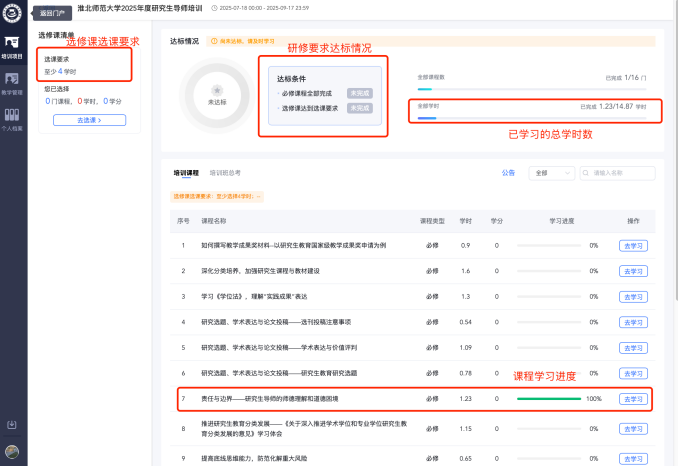 返回门户
淮北师范大学2025年度研究生导师培训
2025-07-18 00:00 - 2025-09-17 23:59
培训项目
教学管理
个人档案
选修课清单
选修课选课要求
选课要求
至少 4 学时
您已选择
0 门课程, 0 学时, 0 学分
去选课 >
达标情况
尚未达标，请及时学习
研修要求达标情况
未达标
达标条件
· 必修课程全部完成 未完成
· 选修课达到选课要求 未完成
全部课程数 已完成 1/16 门
全部学时 已完成 1.23/14.87 学时
已学习的总学时数
培训课程 培训班总考
公告 全部 请输入名称
选修课选课要求：至少选择4学时；
序号 课程名称 课程类型 学时 学分 学习进度 操作
1 如何撰写教学成果奖材料--以研究生教育国家级教学成果奖申请为例 必修 0.9 0 0% 去学习
2 深化分类培养，加强研究生课程与教材建设 必修 1.6 0 0% 去学习
3 学习《学位法》，理解“实践成果”表达 必修 1.3 0 0% 去学习
4 研究选题、学术表达与论文投稿——选刊投稿注意事项 必修 0.54 0 0% 去学习
5 研究选题、学术表达与论文投稿——学术表达与价值评判 必修 1.09 0 0% 去学习
6 研究选题、学术表达与论文投稿——研究生教育研究选题 必修 0.78 0 0% 去学习
课程学习进度
7 责任与边界——研究生导师的师德理解和道德困境 必修 1.23 0 100% 去学习
8 推进研究生教育分类发展——《关于深入推进学术学位和专业学位研究生教
育分类发展的意见》学习体会 必修 1.15 0 0% 去学习
9 提高底线思维能力，防范化解重大风险 必修 0.65 0 0% 去学习